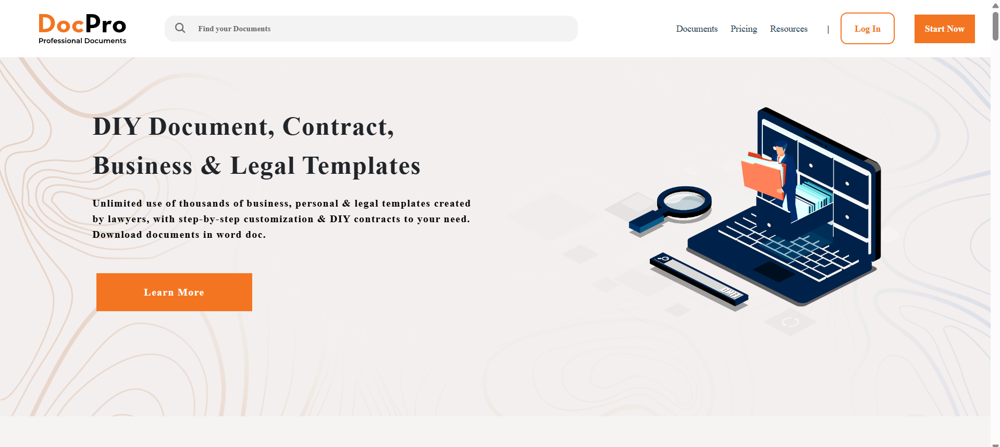 DocPro
Professional Documents
Find your Documents
Documents
Pricing
Resources
|
Log In
Start Now
DIY Document, Contract,
Business & Legal Templates
Unlimited use of thousands of business, personal & legal templates created
by lawyers, with step-by-step customization & DIY contracts to your need.
Download documents in word doc.
Learn More